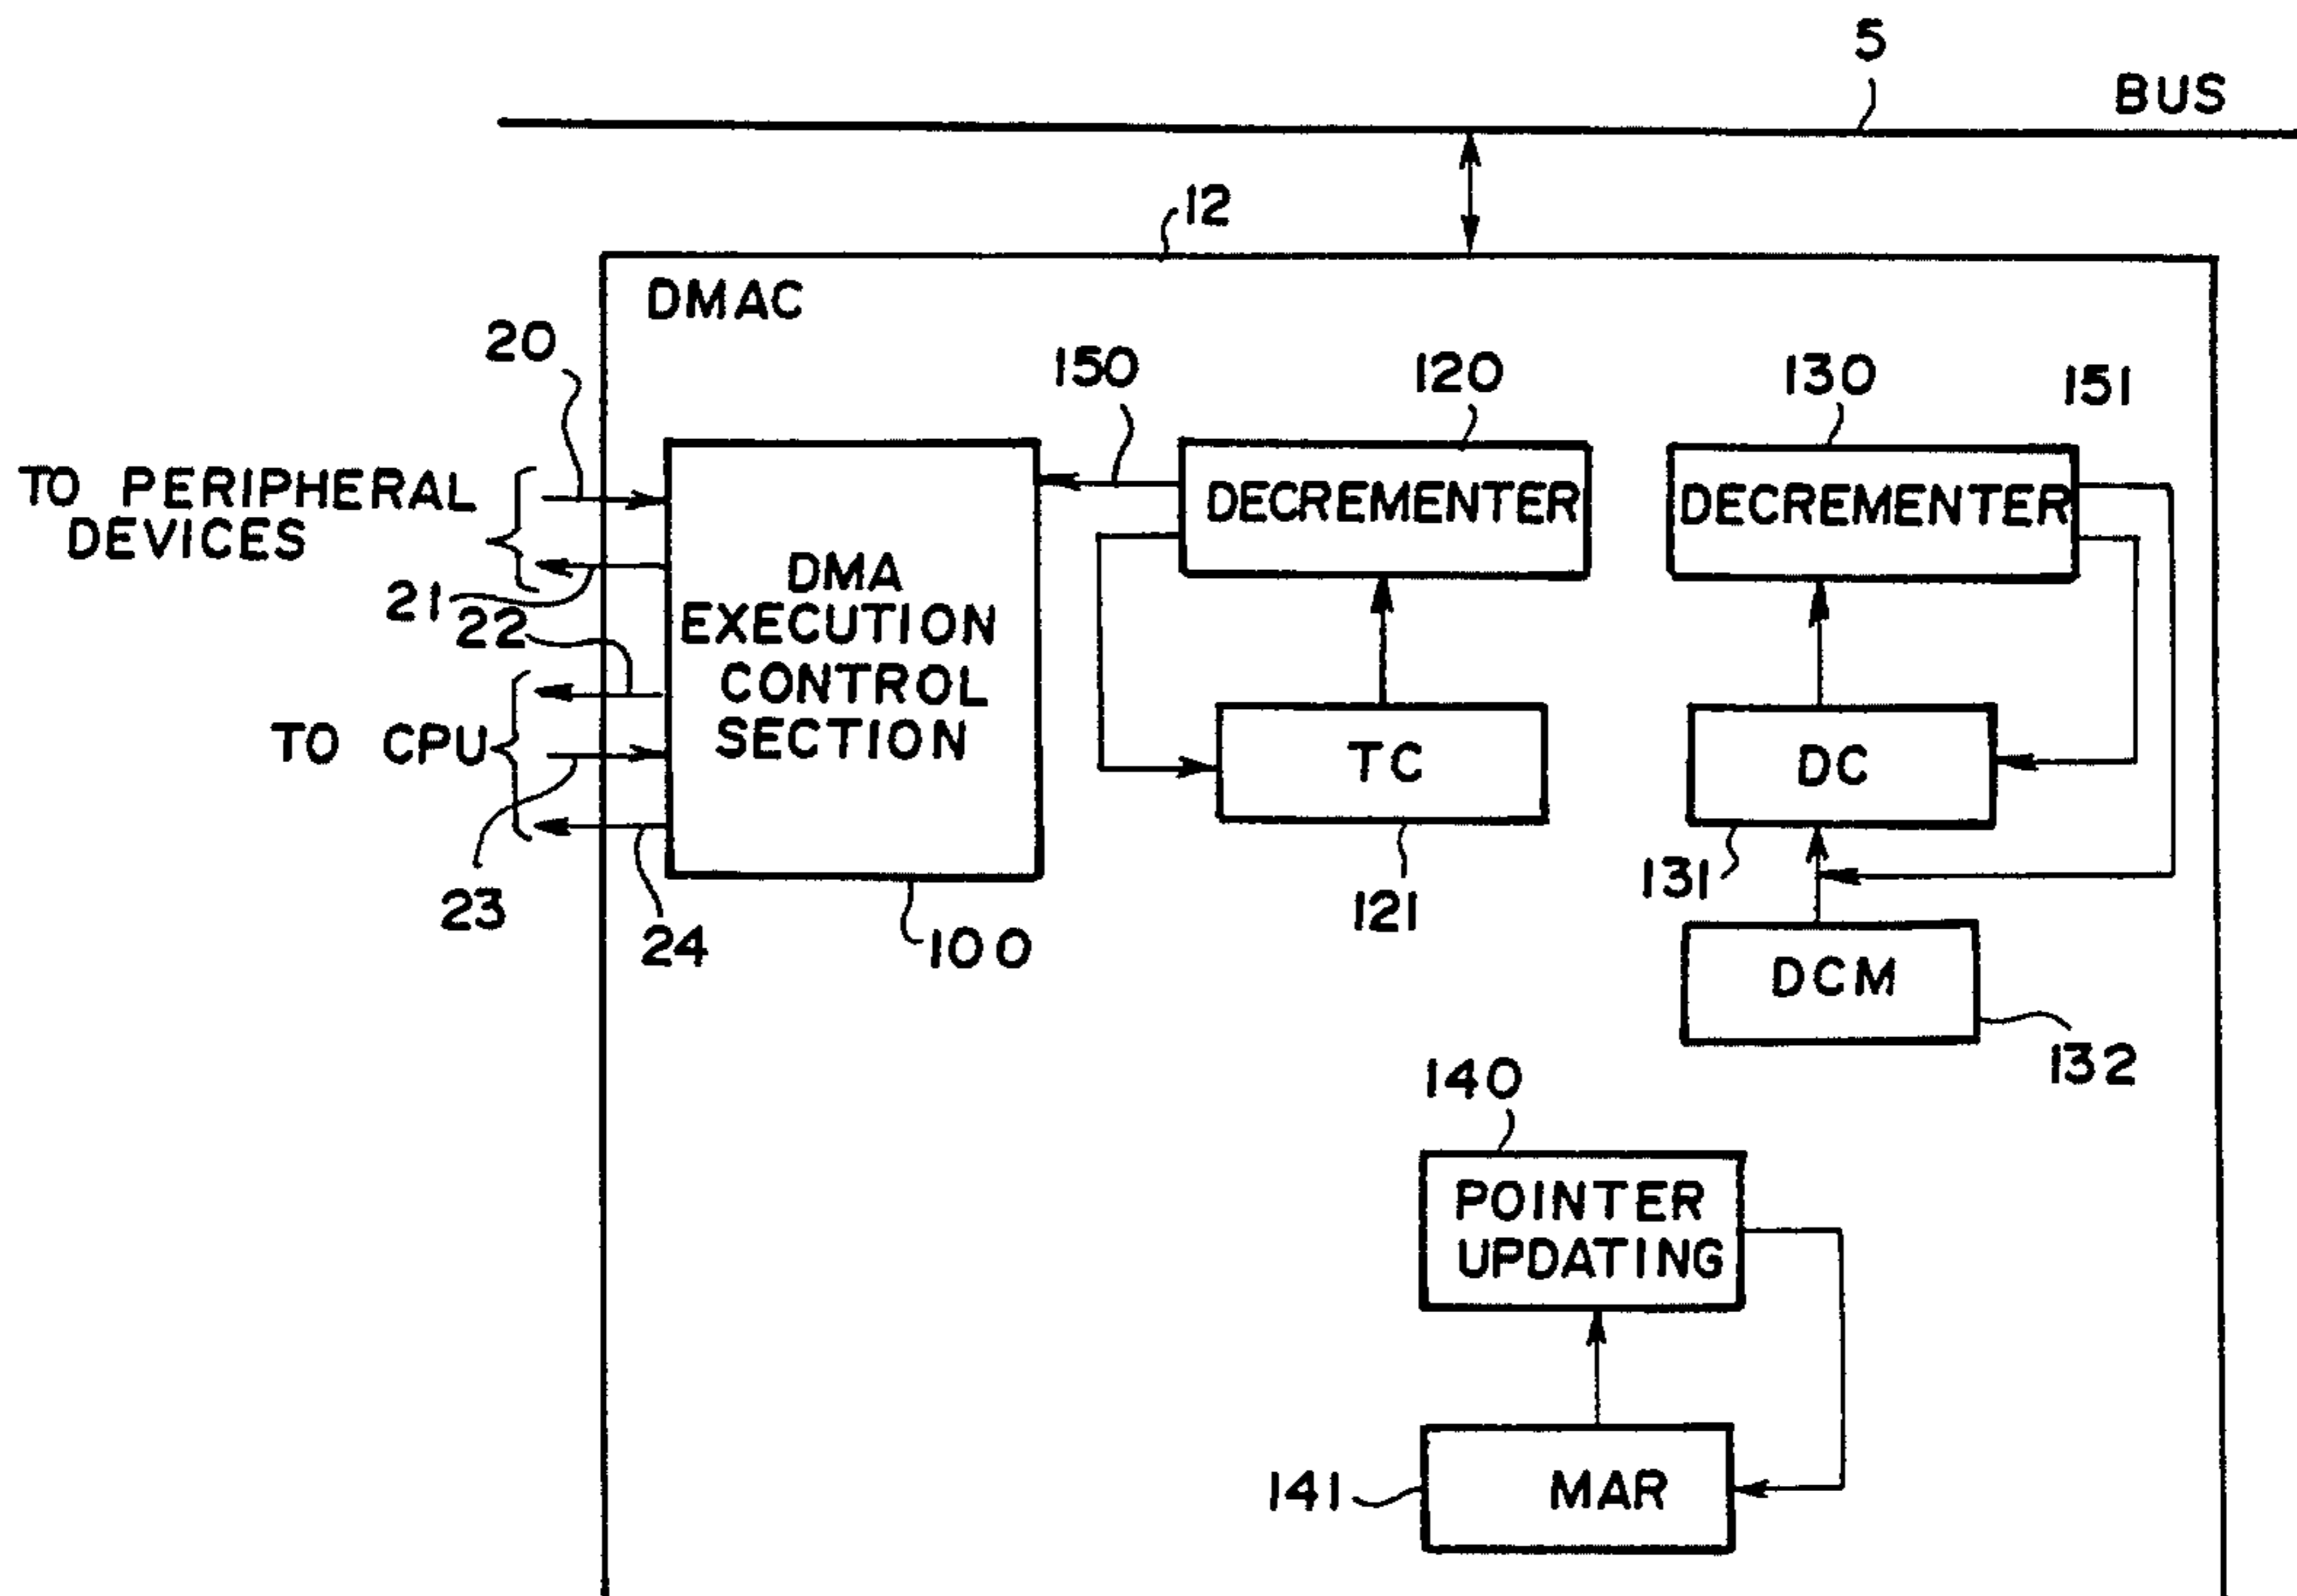 5
BUS
12
DMAC
20
150
120
130
151
TO PERIPHERAL
DEVICES
DECREMENTER
DECREMENTER
21
22
DMA
EXECUTION
CONTROL
SECTION
TO CPU
TC
DC
23
24
100
121
131
DCM
132
140
POINTER
UPDATING
141
MAR